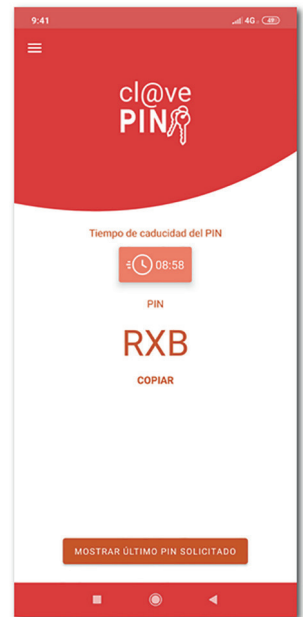 9:41
4G 49
cl@ve
PIN
Tiempo de caducidad del PIN
08:58
PIN
RXB
COPIAR
MOSTRAR ÚLTIMO PIN SOLICITADO